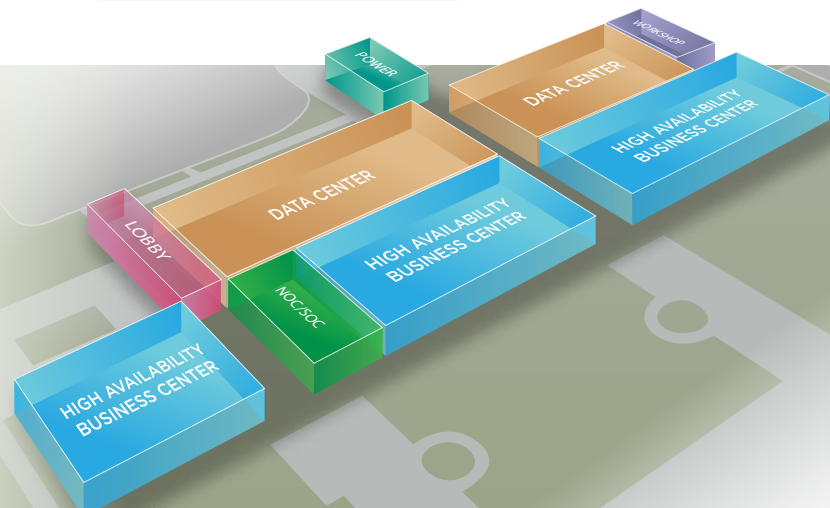 WORKSHOP
POWER
DATA CENTER
HIGH AVAILABILITY
BUSINESS CENTER
DATA CENTER
HIGH AVAILABILITY
BUSINESS CENTER
LOBBY
NOC/SOC
HIGH AVAILABILITY
BUSINESS CENTER